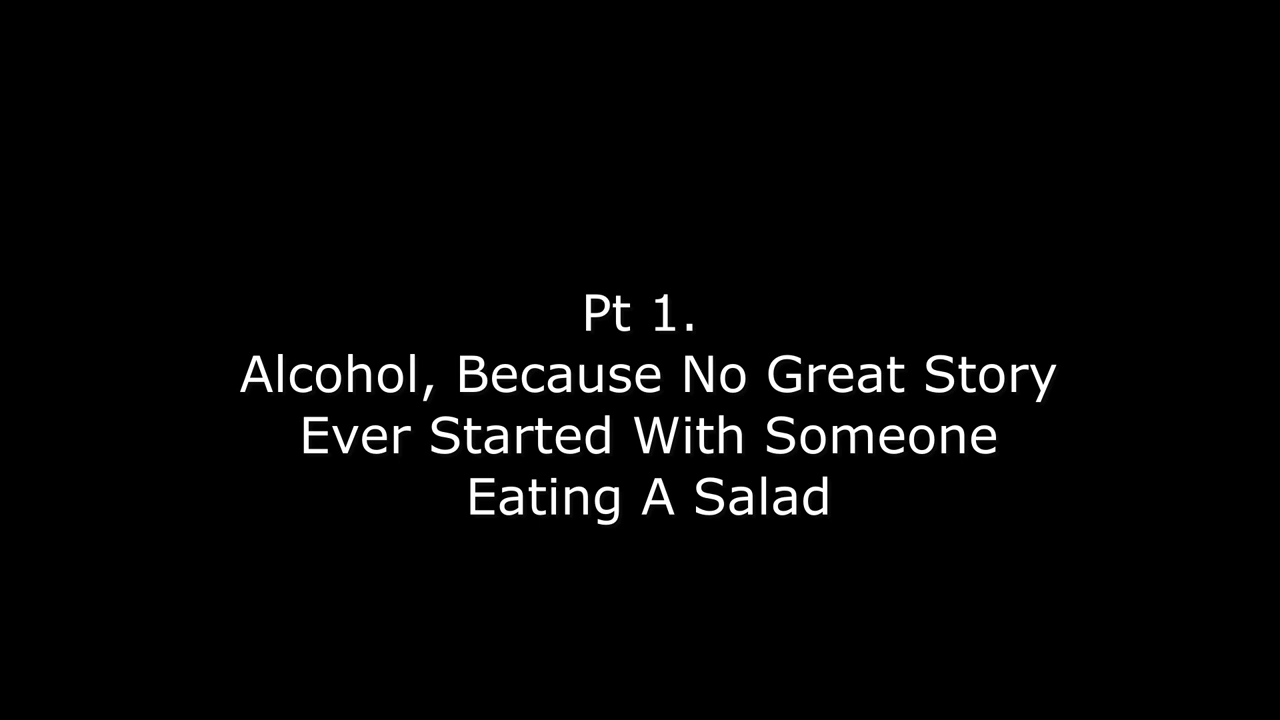 Pt 1.
Alcohol, Because No Great Story
Ever Started With Someone
Eating A Salad